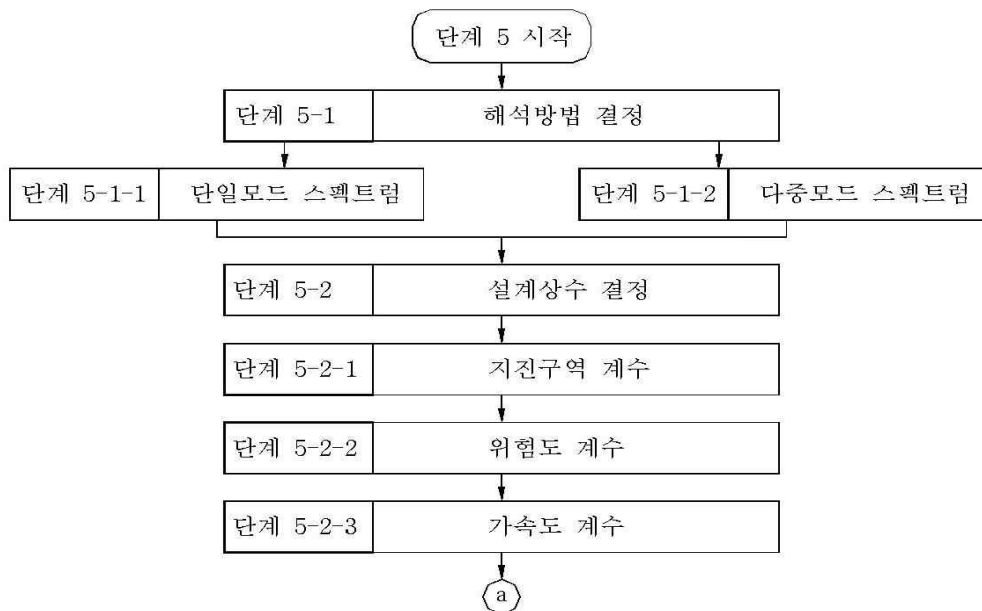 단계 5 시작
단계 5-1 해석방법 결정
단계 5-1-1 단일모드 스펙트럼 단계 5-1-2 다중모드 스펙트럼
단계 5-2 설계상수 결정
단계 5-2-1 지진구역 계수
단계 5-2-2 위험도 계수
단계 5-2-3 가속도 계수
a